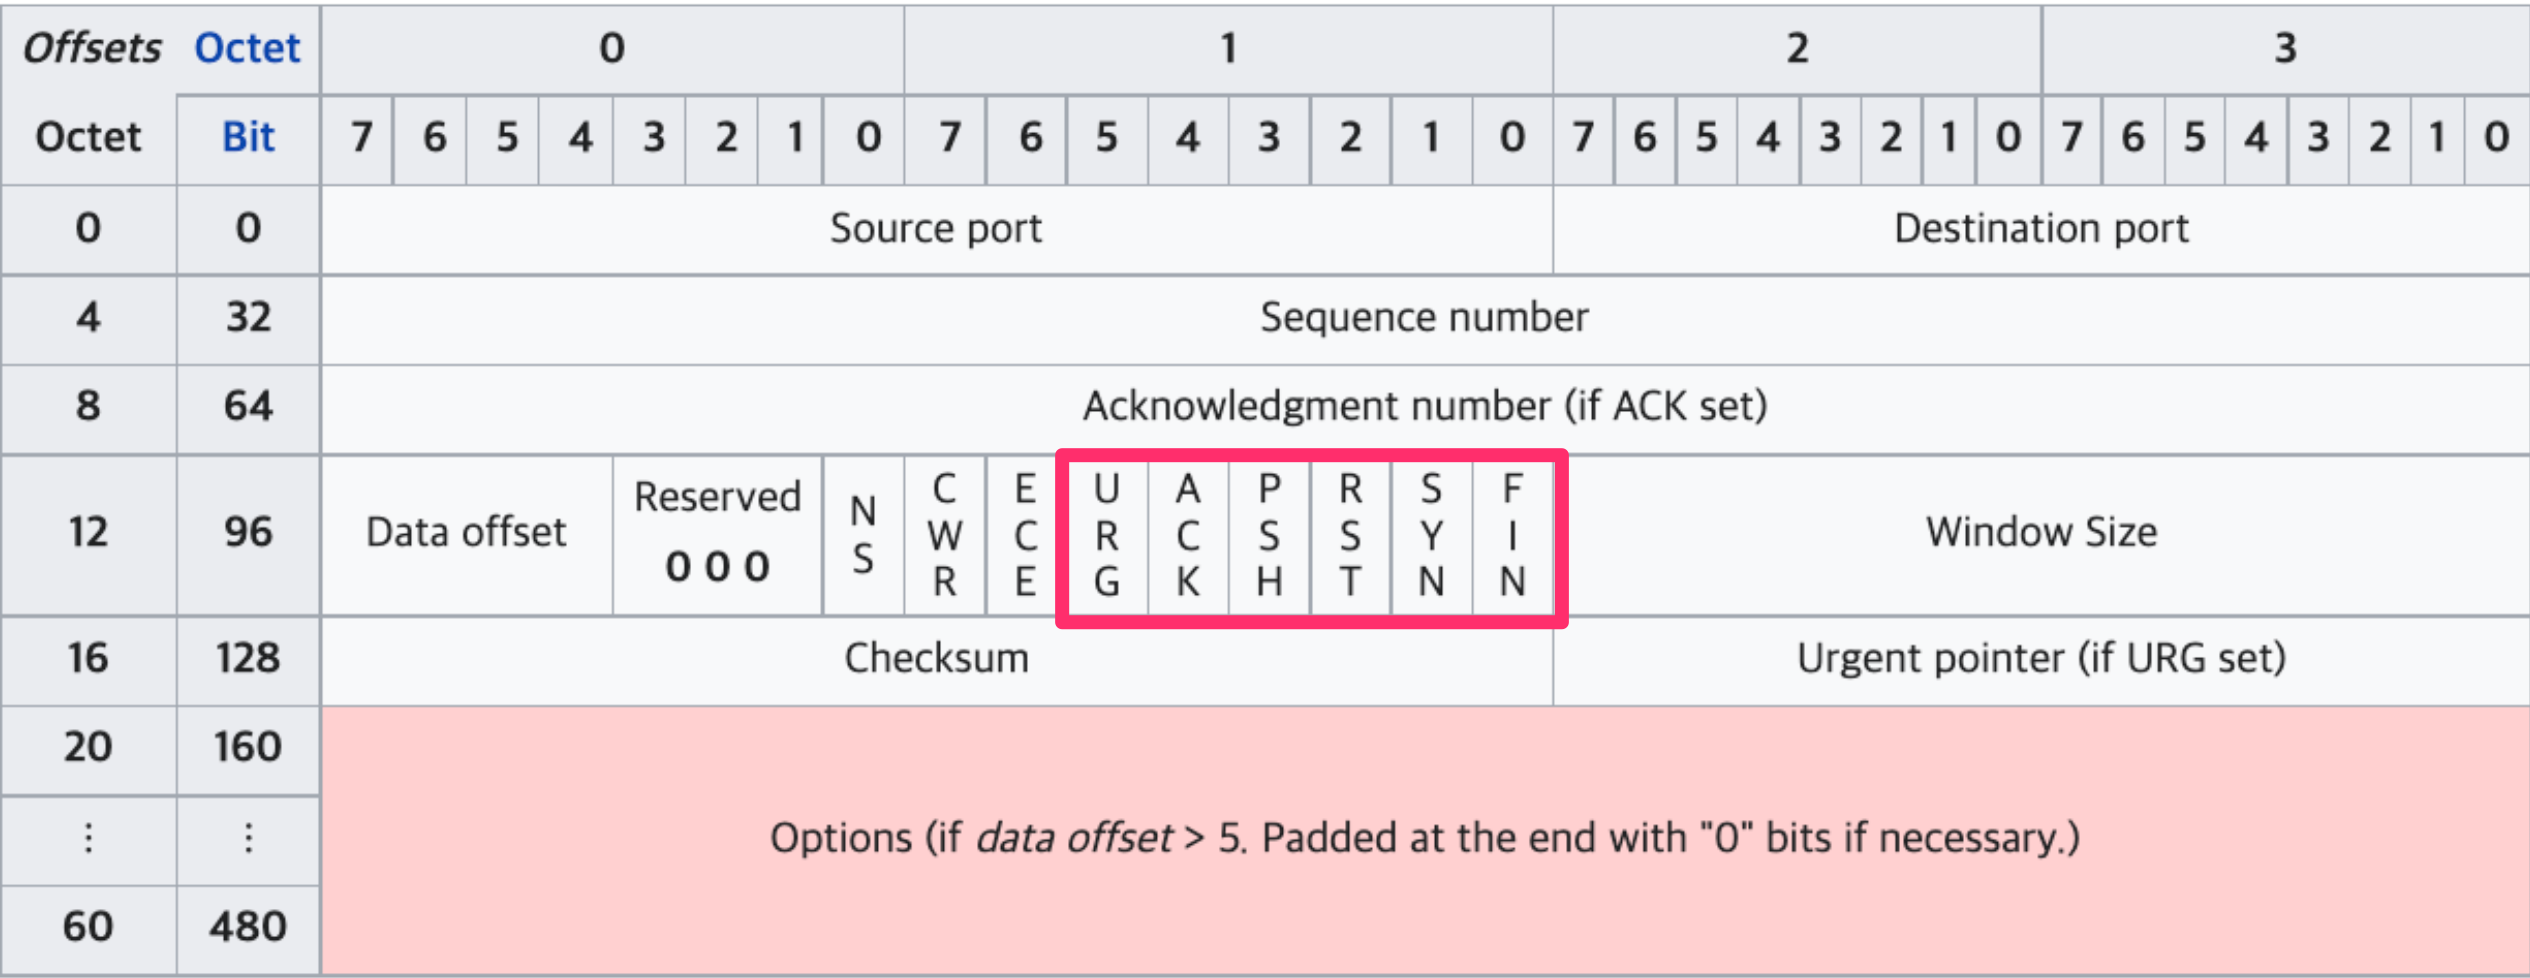 Offsets Octet 0 1 2 3
Octet Bit 7 6 5 4 3 2 1 0 7 6 5 4 3 2 1 0 7 6 5 4 3 2 1 0 7 6 5 4 3 2 1 0
0 0 Source port Destination port
4 32 Sequence number
8 64 Acknowledgment number (if ACK set)
12 96 Data offset Reserved 0 0 0 NS CWR ECE URG ACK PSH RST SYN FIN Window Size
16 128 Checksum Urgent pointer (if URG set)
20 160
⋮ ⋮ Options (if data offset > 5. Padded at the end with "0" bits if necessary.)
60 480